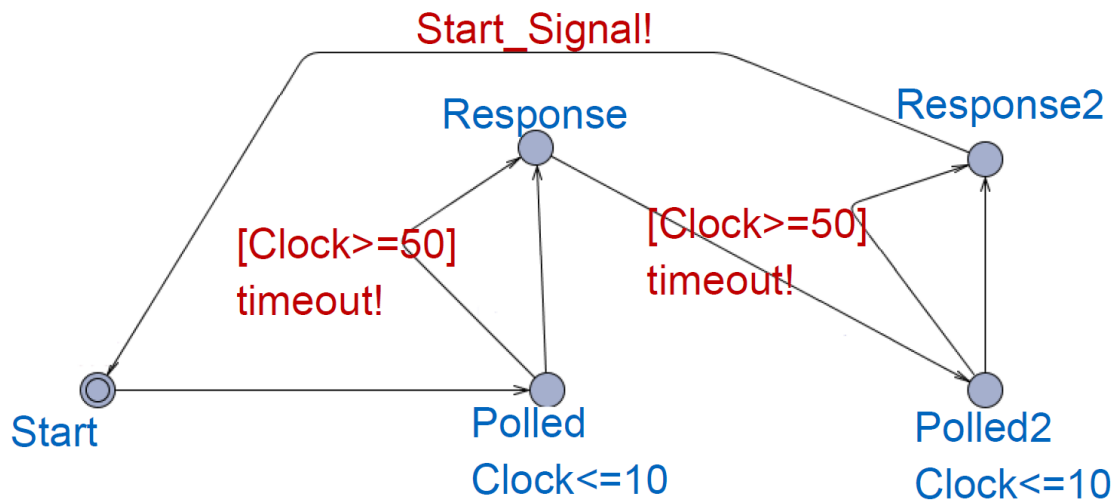 Start_Signal!
Response
Response2
[Clock>=50]
timeout!
[Clock>=50]
timeout!
Start
Polled
Clock<=10
Polled2
Clock<=10